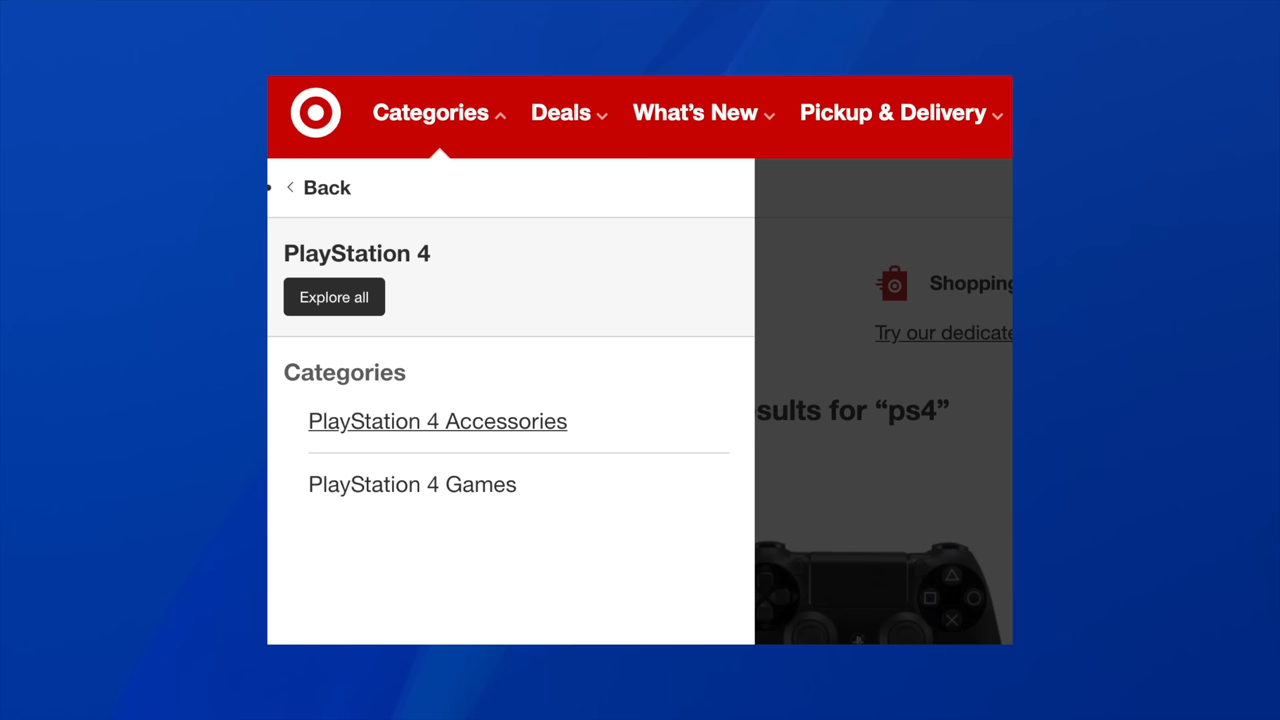 Categories Deals What's New Pickup & Delivery
Back
PlayStation 4
Explore all
Shopping
Try our dedicate
Categories
sults for “ps4”
PlayStation 4 Accessories
PlayStation 4 Games